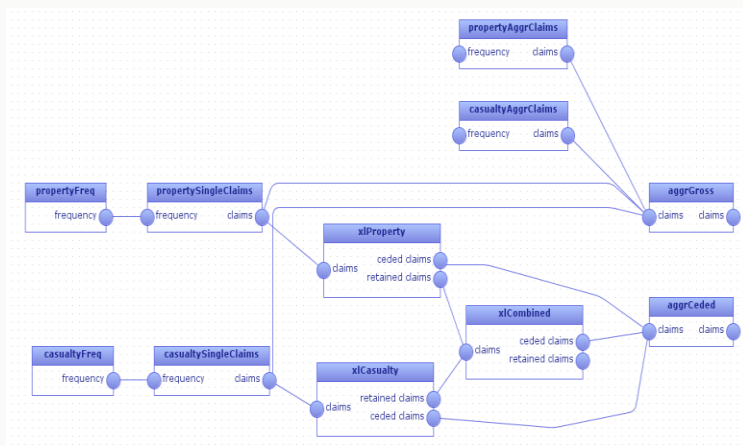 propertyAggrClaims
frequency claims
casualtyAggrClaims
frequency claims
propertyFreq
frequency
propertySingleClaims
frequency claims
aggrGross
claims claims
xlProperty
claims
ceded claims
retained claims
xlCombined
claims
ceded claims
retained claims
aggrCeded
claims claims
casualtyFreq
frequency
casualtySingleClaims
frequency claims
xlCasualty
claims
retained claims
ceded claims